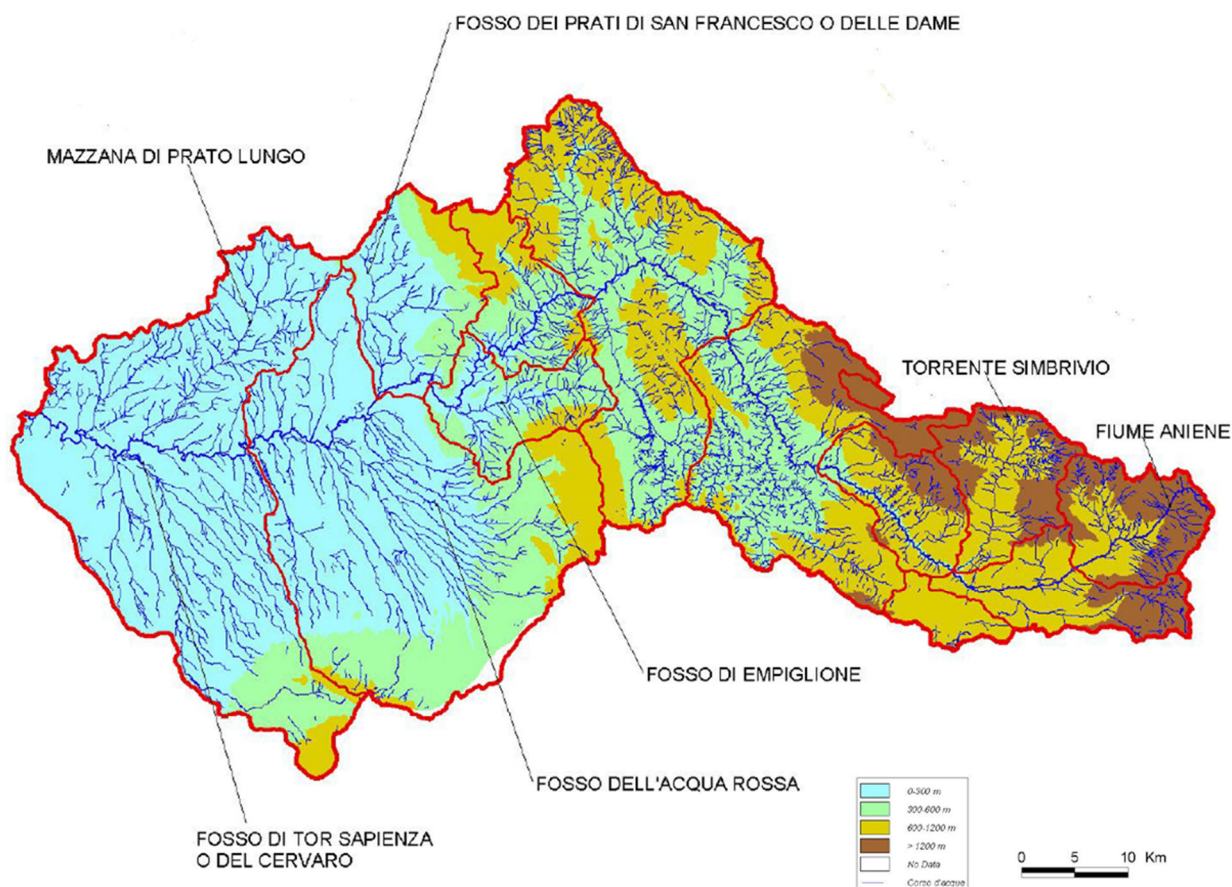 FOSSO DEI PRATI DI SAN FRANCESCO O DELLE DAME
MAZZANA DI PRATO LUNGO
TORRENTE SIMBRIVIO
FIUME ANIENE
FOSSO DI EMPIGLIONE
FOSSO DELL'ACQUA ROSSA
FOSSO DI TOR SAPIENZA
O DEL CERVARO
0-300 m
300-600 m
600-1200 m
> 1200 m
No Data
Corso d'acqua
0 5 10 Km